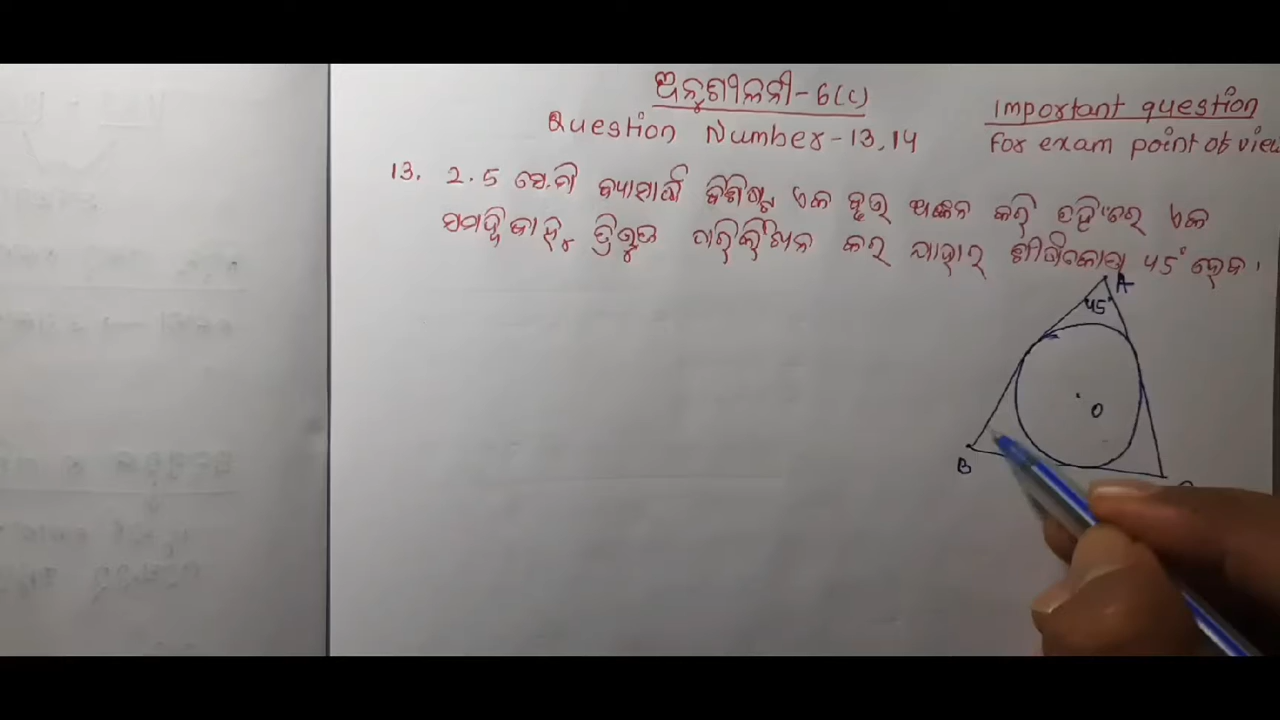 ଅନୁଶୀଳନୀ-6(c)
Question Number-13,14
Important question
for exam point of view
13. 2.5 ସେ.ମି ବ୍ୟାସାର୍ଦ୍ଧ ବିଶିଷ୍ଟ ଏକ ବୃତ୍ତ ଅଙ୍କନ କରି ତହିଁରେ ଏକ
ସମଦ୍ୱିବାହୁ ତ୍ରିଭୁଜ ପରିଲିଖନ କର ଯାହାର ଶୀର୍ଷକୋଣ 45° ହେବ ।
A
45°
O
B